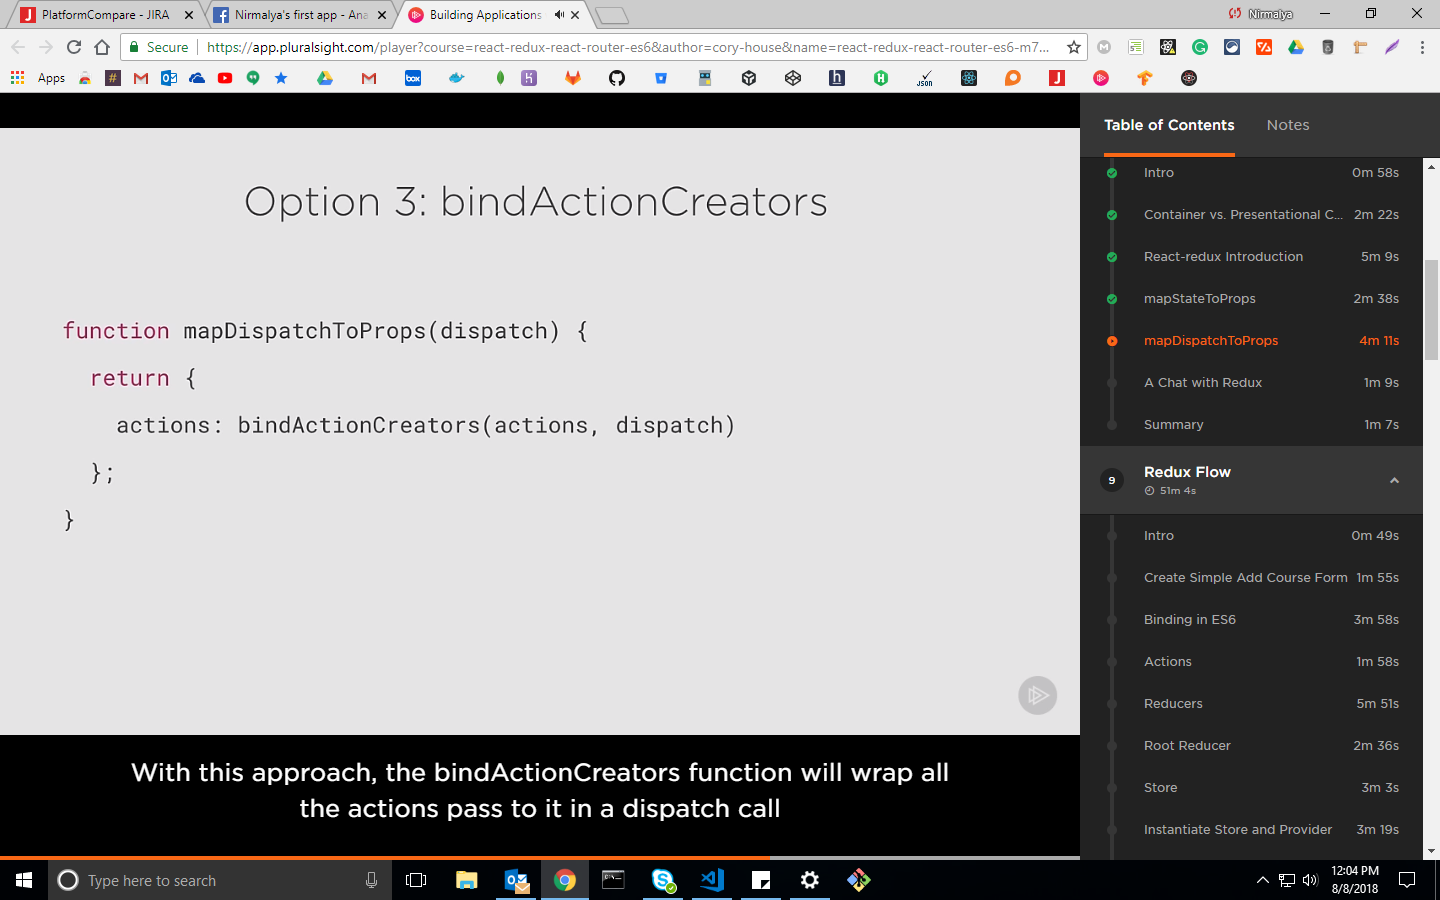 PlatformCompare - JIRA
Nirmalya's first app - Ana
Building Applications
Nirmalya
Secure
https://app.pluralsight.com/player?course=react-redux-react-router-es6&author=cory-house&name=react-redux-react-router-es6-m7...
Apps
box
h
Json
Table of Contents
Notes
Option 3: bindActionCreators
function mapDispatchToProps(dispatch) {
return {
actions: bindActionCreators(actions, dispatch)
};
}
With this approach, the bindActionCreators function will wrap all
the actions pass to it in a dispatch call
Intro 0m 58s
Container vs. Presentational C... 2m 22s
React-redux Introduction 5m 9s
mapStateToProps 2m 38s
mapDispatchToProps 4m 11s
A Chat with Redux 1m 9s
Summary 1m 7s
9 Redux Flow
51m 4s
Intro 0m 49s
Create Simple Add Course Form 1m 55s
Binding in ES6 3m 58s
Actions 1m 58s
Reducers 5m 51s
Root Reducer 2m 36s
Store 3m 3s
Instantiate Store and Provider 3m 19s
Type here to search
12:04 PM
8/8/2018